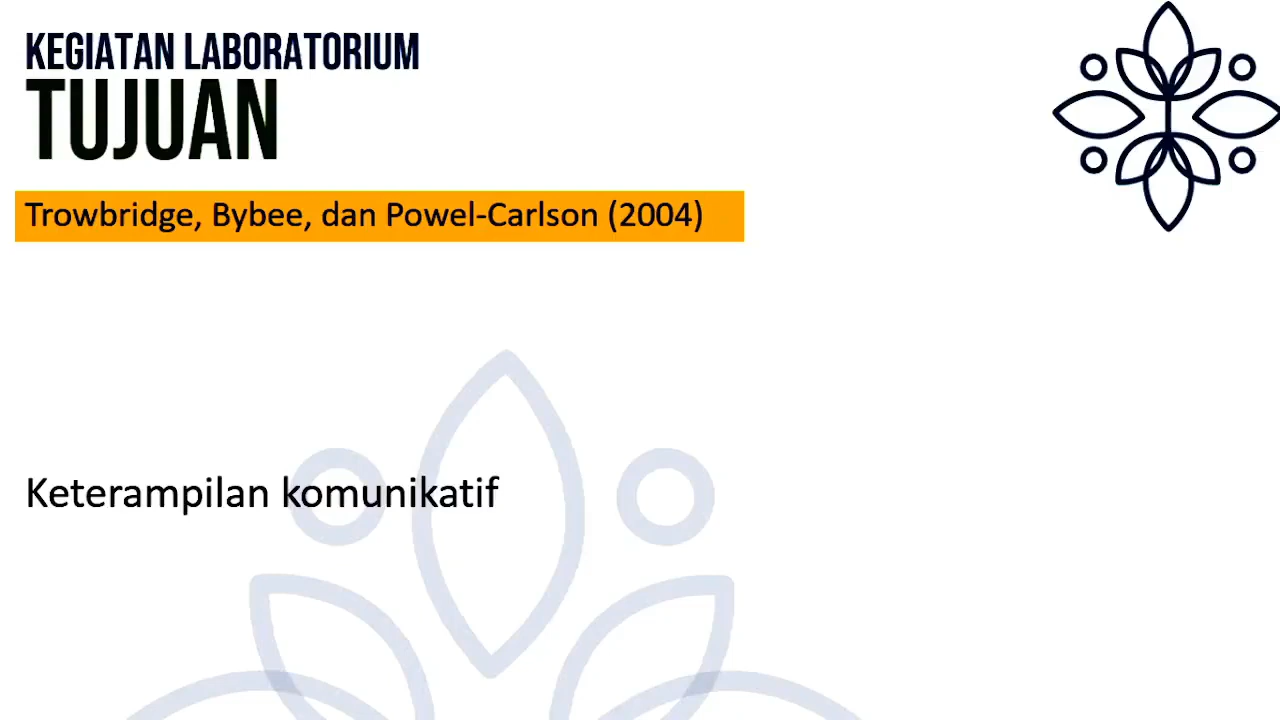 KEGIATAN LABORATORIUM
TUJUAN
Trowbridge, Bybee, dan Powel-Carlson (2004)
Keterampilan komunikatif